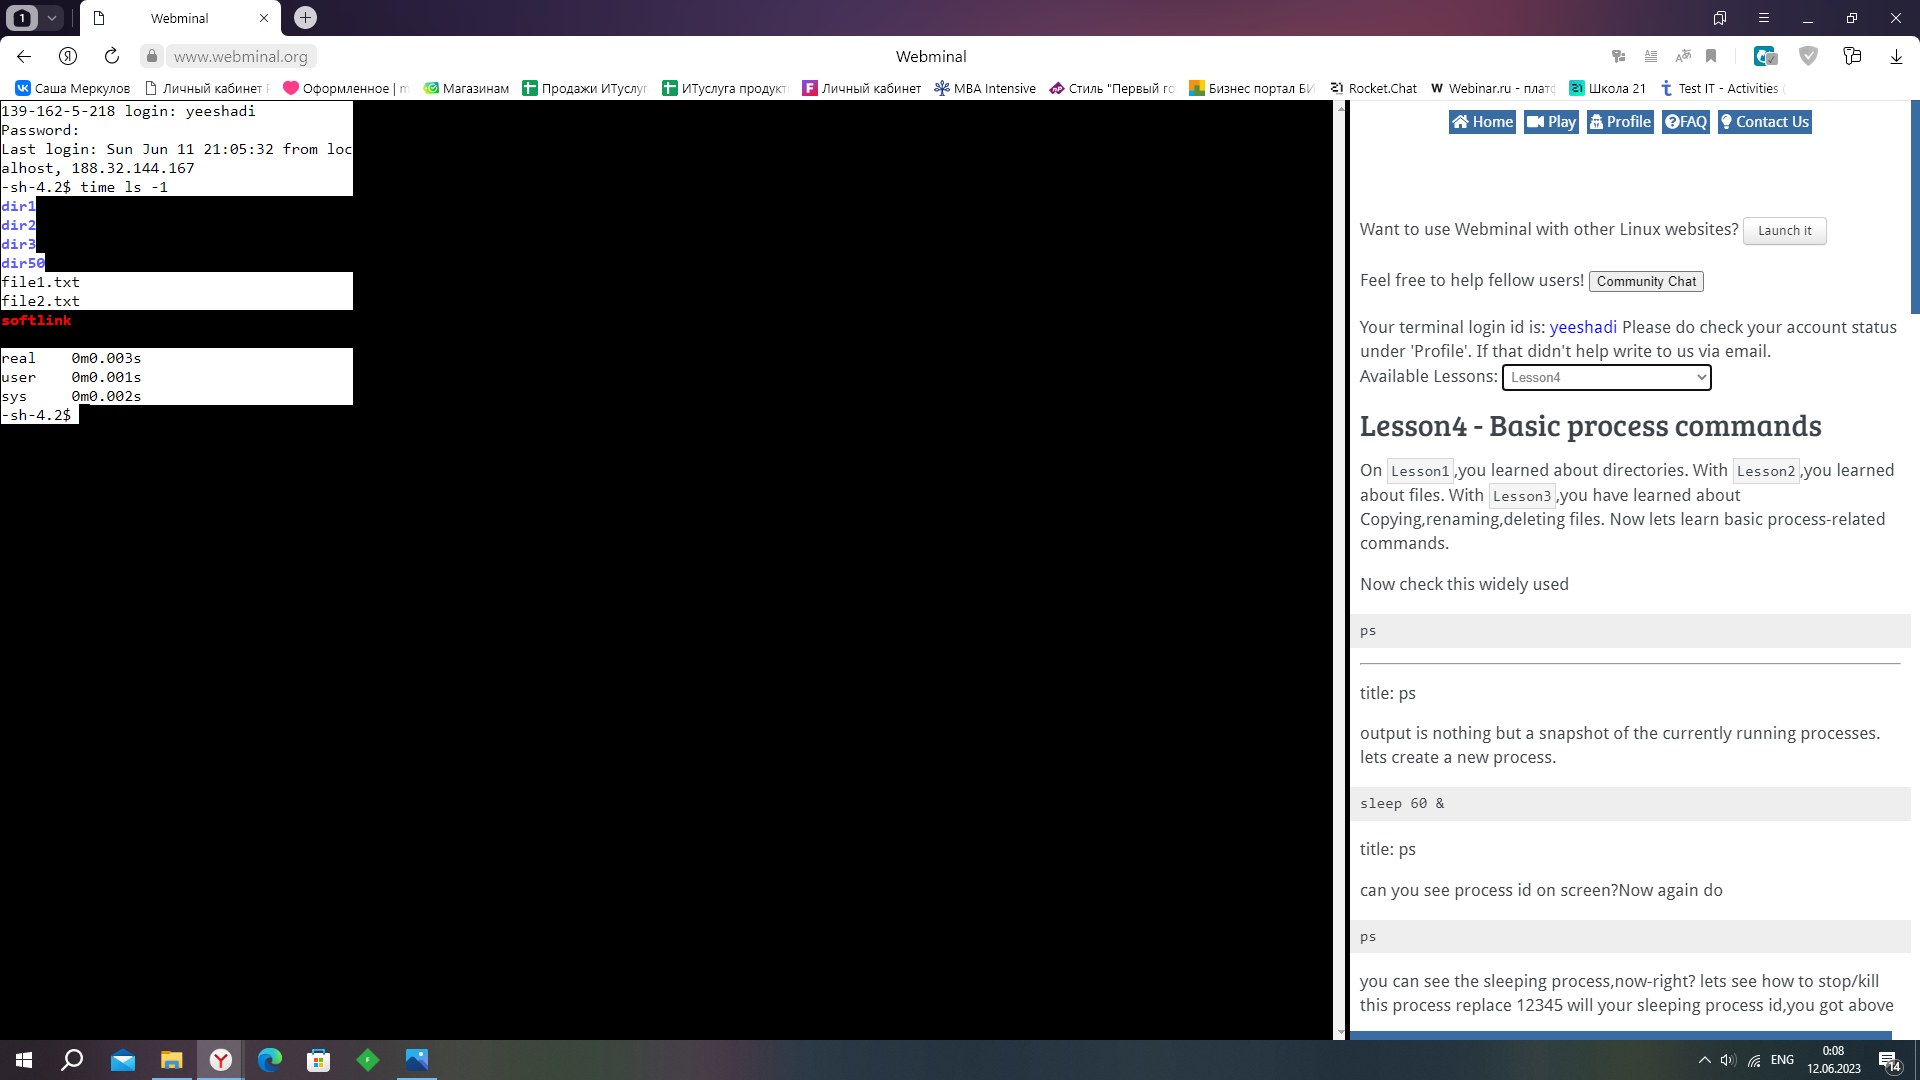 1
Webminal
www.webminal.org
Webminal
Саша Меркулов
Личный кабинет
Оформленное | m
Магазинам
Продажи ИТуслуг
ИТуслуга продукт
Личный кабинет
MBA Intensive
Стиль "Первый го
Бизнес портал БИ
Rocket.Chat
Webinar.ru - платф
Школа 21
Test IT - Activities
139-162-5-218 login: yeeshadi
Password:
Last login: Sun Jun 11 21:05:32 from loc
alhost, 188.32.144.167
-sh-4.2$ time ls -1
dir1
dir2
dir3
dir50
file1.txt
file2.txt
softlink
real 0m0.003s
user 0m0.001s
sys 0m0.002s
-sh-4.2$
Home Play Profile FAQ Contact Us
Want to use Webminal with other Linux websites? Launch it
Feel free to help fellow users! Community Chat
Your terminal login id is: yeeshadi Please do check your account status
under 'Profile'. If that didn't help write to us via email.
Available Lessons: Lesson4
Lesson4 - Basic process commands
On Lesson1,you learned about directories. With Lesson2,you learned
about files. With Lesson3,you have learned about
Copying,renaming,deleting files. Now lets learn basic process-related
commands.
Now check this widely used
ps
title: ps
output is nothing but a snapshot of the currently running processes.
lets create a new process.
sleep 60 &
title: ps
can you see process id on screen?Now again do
ps
you can see the sleeping process,now-right? lets see how to stop/kill
this process replace 12345 will your sleeping process id,you got above
ENG
0:08
12.06.2023
14